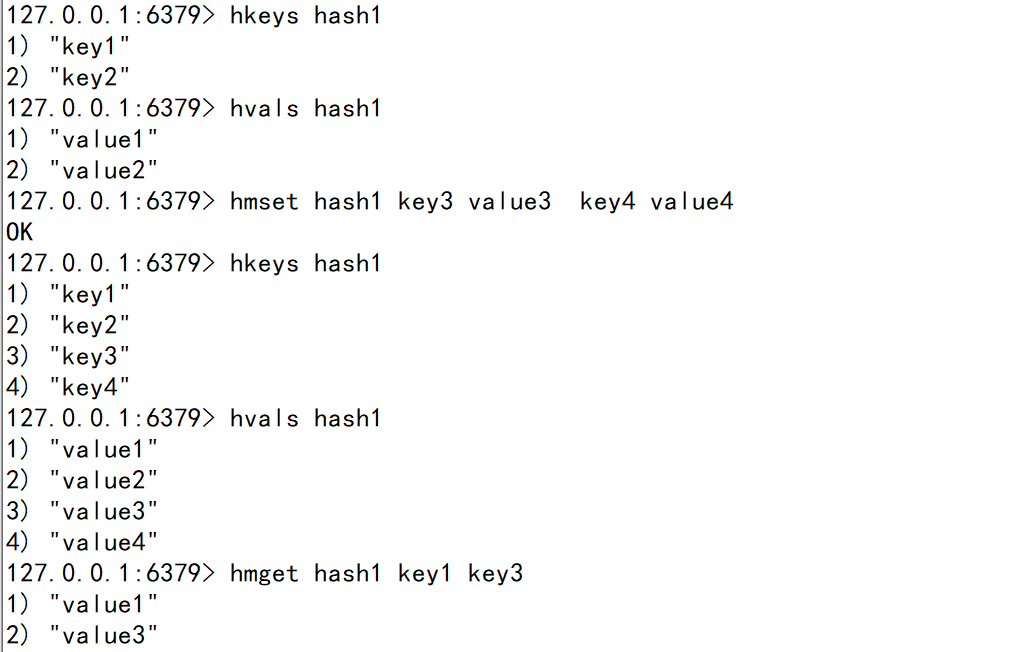 127.0.0.1:6379> hkeys hash1
1) "key1"
2) "key2"
127.0.0.1:6379> hvals hash1
1) "value1"
2) "value2"
127.0.0.1:6379> hmset hash1 key3 value3  key4 value4
OK
127.0.0.1:6379> hkeys hash1
1) "key1"
2) "key2"
3) "key3"
4) "key4"
127.0.0.1:6379> hvals hash1
1) "value1"
2) "value2"
3) "value3"
4) "value4"
127.0.0.1:6379> hmget hash1 key1 key3
1) "value1"
2) "value3"